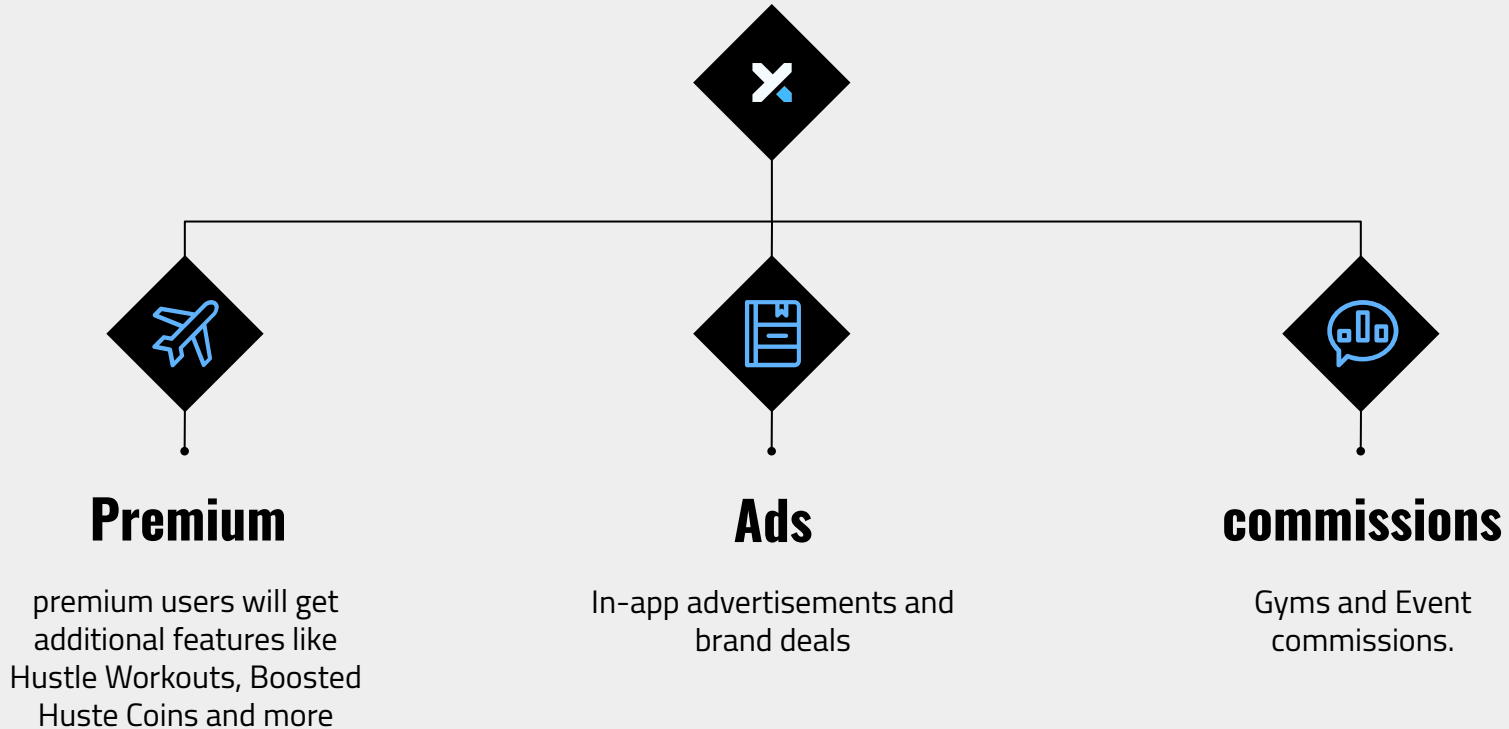 Premium
premium users will get
additional features like
Hustle Workouts, Boosted
Huste Coins and more
Ads
In-app advertisements and
brand deals
commissions
Gyms and Event
commissions.